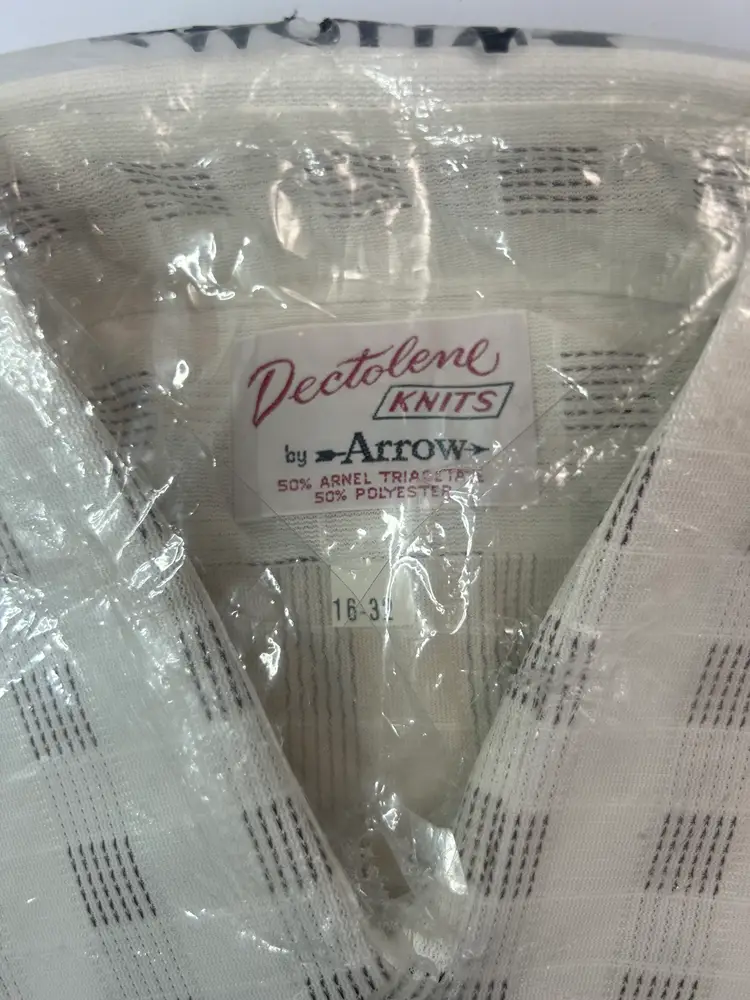 Dectolene
KNITS
by Arrow
50% ARNEL TRIACETATE
50% POLYESTER
16-32